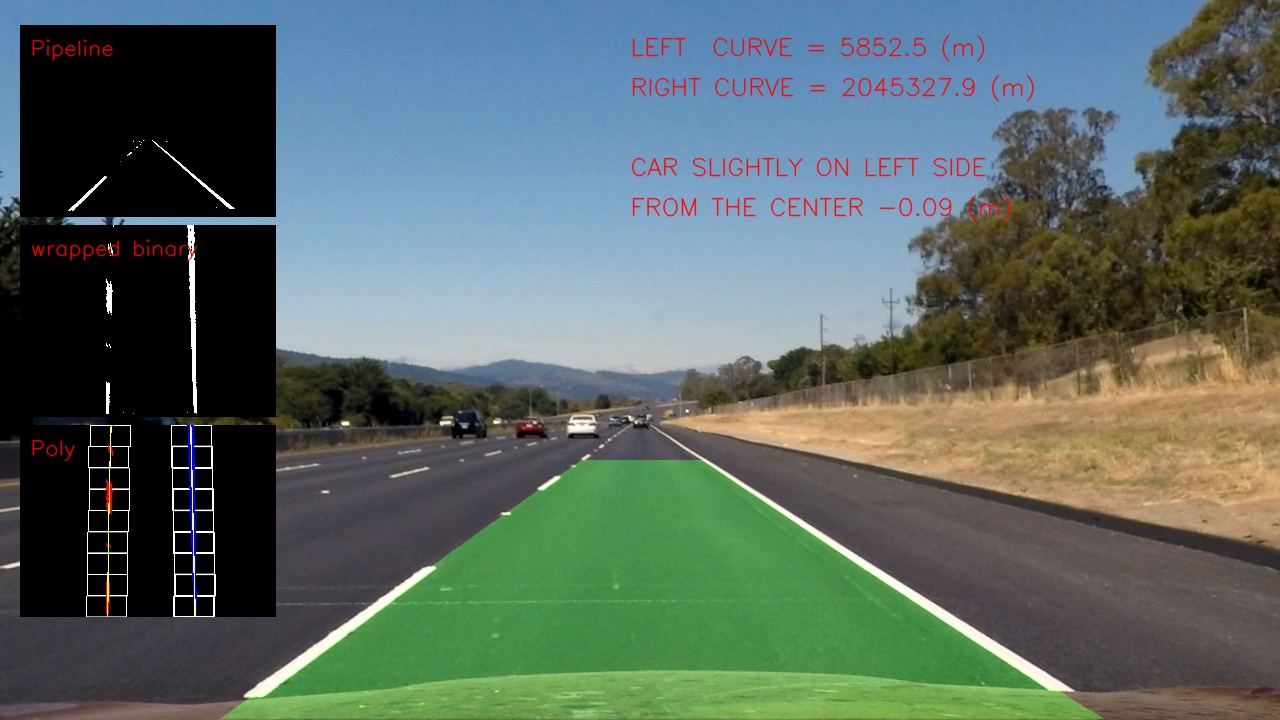 Pipeline
LEFT CURVE = 5852.5 (m)
RIGHT CURVE = 2045327.9 (m)
CAR SLIGHTLY ON LEFT SIDE
FROM THE CENTER -0.09 (m)
wrapped binary
Poly